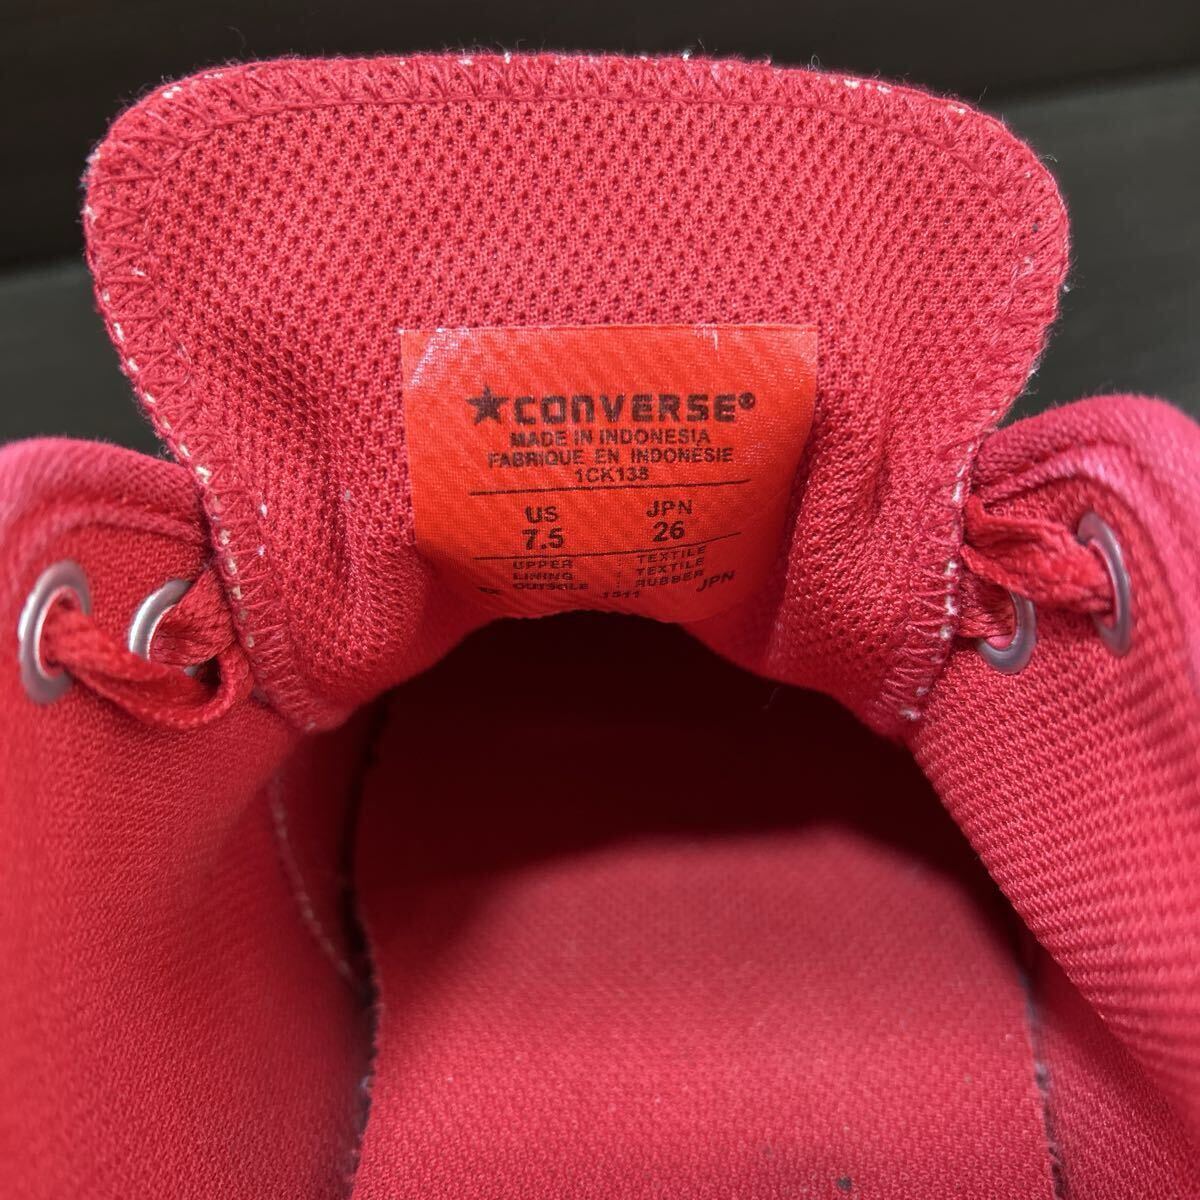 ★CONVERSE®
MADE IN INDONESIA
FABRIQUE EN INDONÉSIE
1CK138
US JPN
7.5 26
UPPER : TEXTILE
LINING : TEXTILE
OUTSOLE : RUBBER
1511 JPN